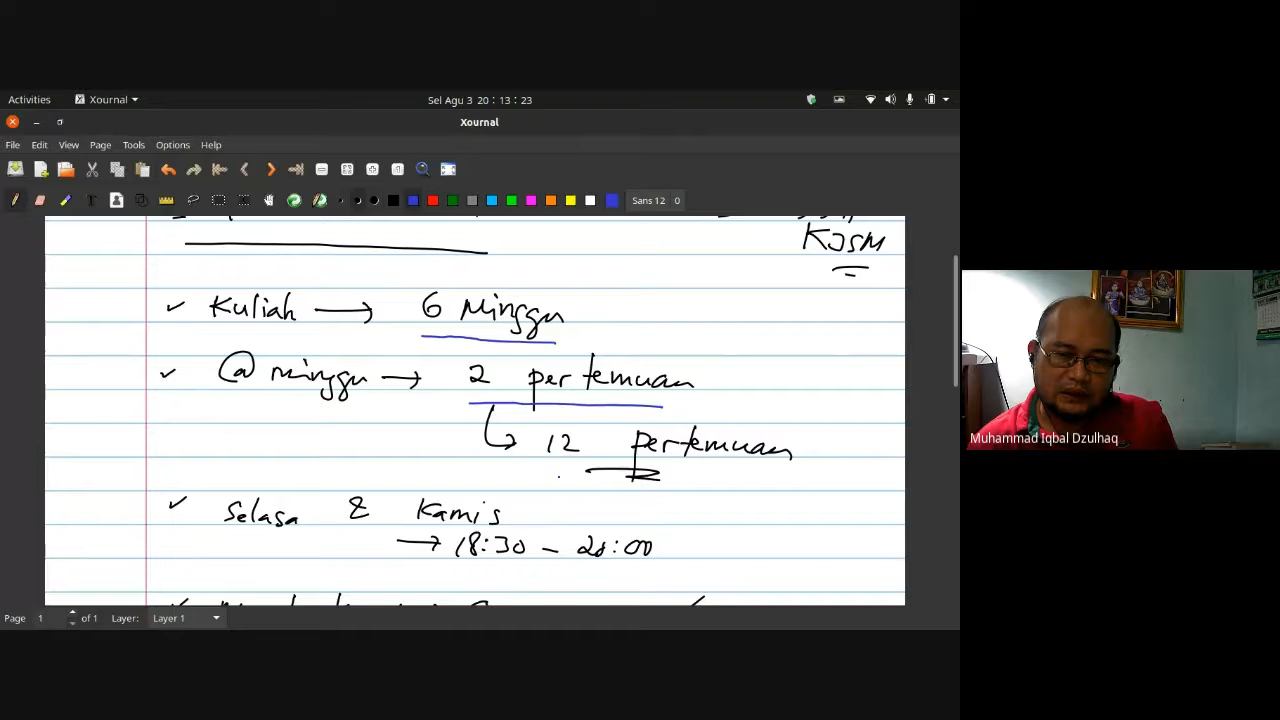 Activities Xournal Sel Agu 3 20:13:23
Xournal
File Edit View Page Tools Options Help
Sans 12 0
KJSM
✓ Kuliah → 6 Minggu
✓ @ minggu → 2 pertemuan
↳ 12 pertemuan
✓ Selasa & Kamis
→ 18:30 - 20:00
Muhammad Iqbal Dzulhaq
Page 1 of 1 Layer: Layer 1